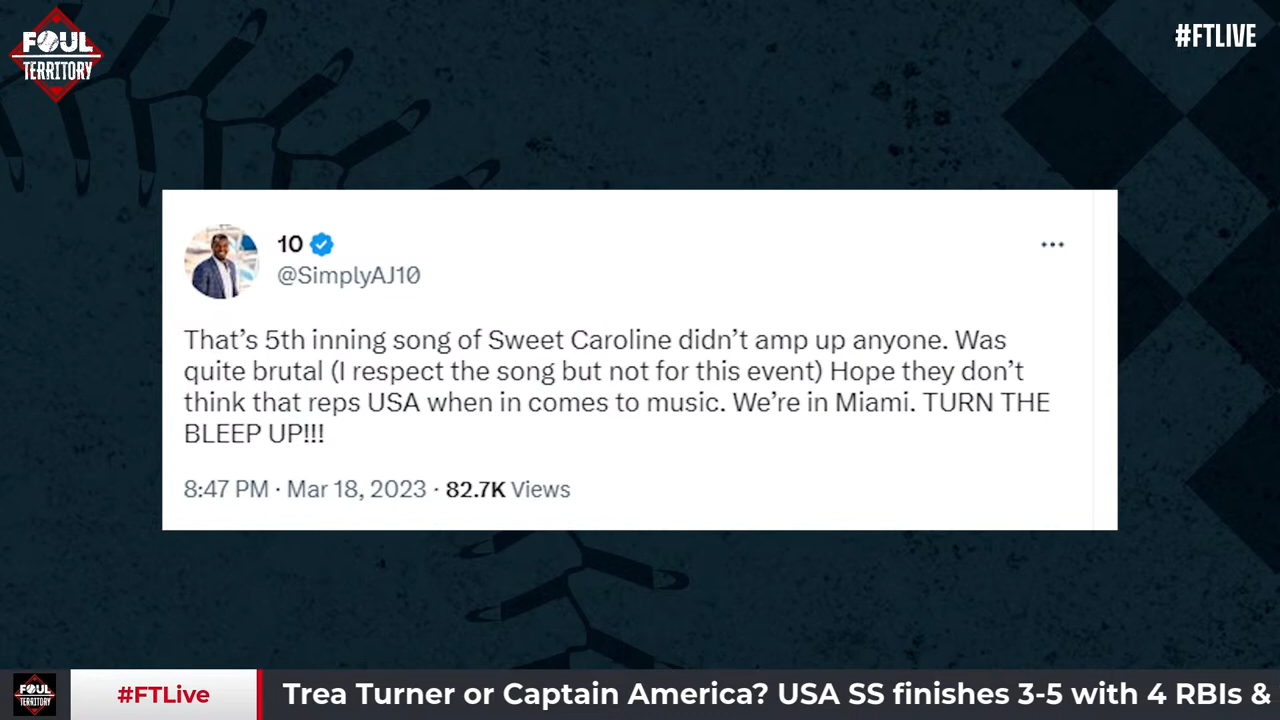 FOUL
TERRITORY
#FTLIVE
10
@SimplyAJ10
That’s 5th inning song of Sweet Caroline didn’t amp up anyone. Was
quite brutal (I respect the song but not for this event) Hope they don’t
think that reps USA when in comes to music. We’re in Miami. TURN THE
BLEEP UP!!!
8:47 PM · Mar 18, 2023 · 82.7K Views
FOUL
TERRITORY
#FTLive
Trea Turner or Captain America? USA SS finishes 3-5 with 4 RBIs &